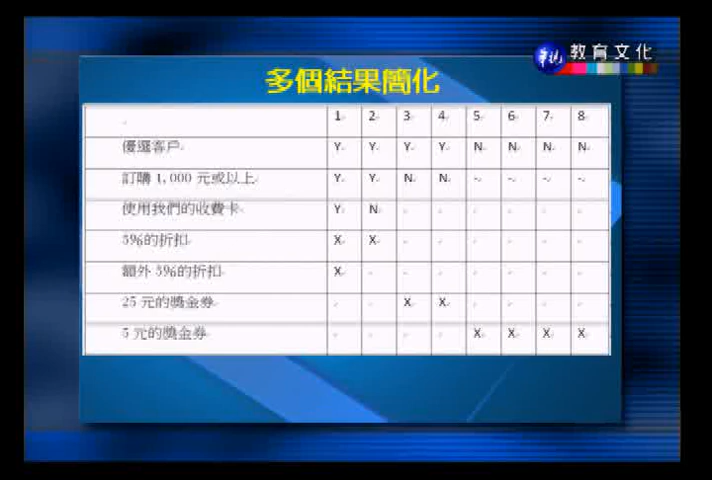 華視 教育文化
多個結果簡化
1 2 3 4 5 6 7 8
優選客戶 Y Y Y Y N N N N
訂購 1,000 元或以上 Y Y N N - - - -
使用我們的收費卡 Y N
5%的折扣 X X
額外 5%的折扣 X
25 元的獎金券 X X
5 元的獎金券 X X X X